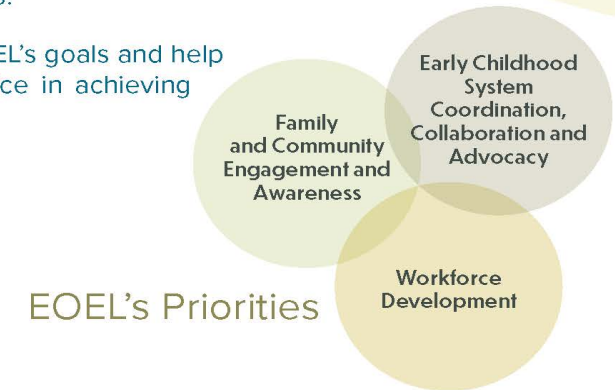 EL's goals and help
ce in achieving
Early Childhood
System
Coordination,
Collaboration and
Advocacy
Family
and Community
Engagement and
Awareness
Workforce
Development
EOEL's Priorities